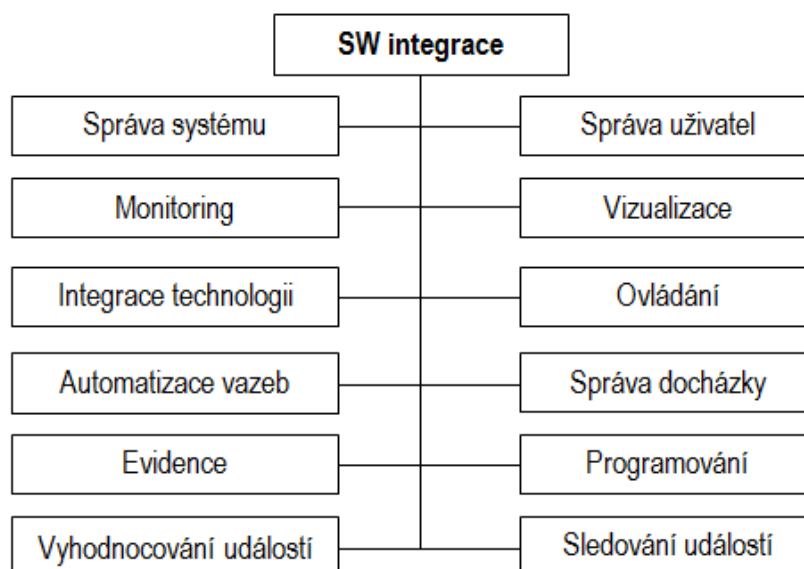 SW integrace
Správa systému
Správa uživatel
Monitoring
Vizualizace
Integrace technologii
Ovládání
Automatizace vazeb
Správa docházky
Evidence
Programování
Vyhodnocování událostí
Sledování událostí